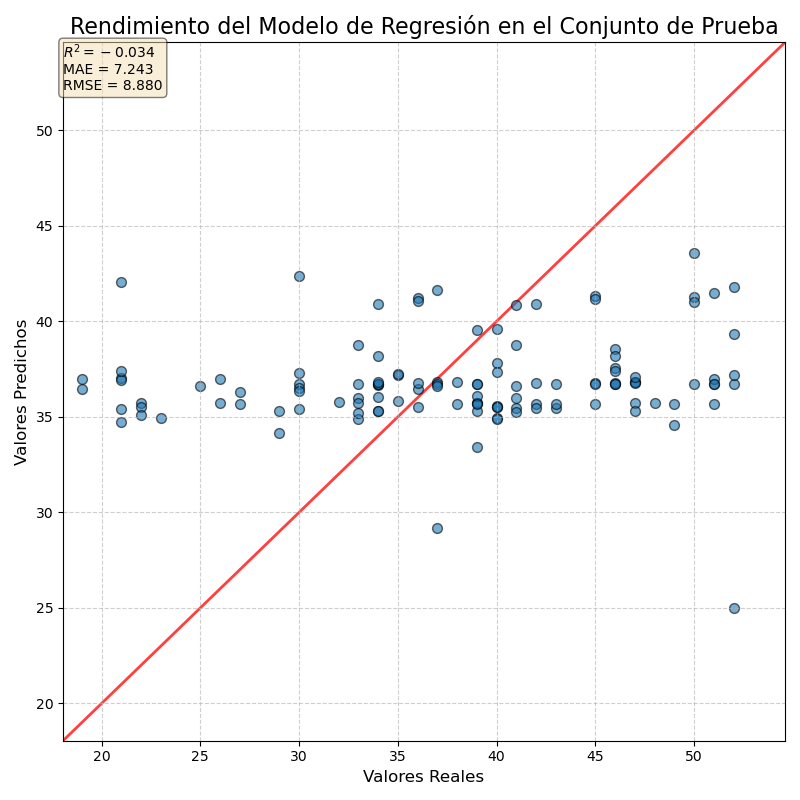 Rendimiento del Modelo de Regresión en el Conjunto de Prueba
R² = −0.034
MAE = 7.243
RMSE = 8.880
50
45
40
35
30
25
20
Valores Predichos
20 25 30 35 40 45 50
Valores Reales